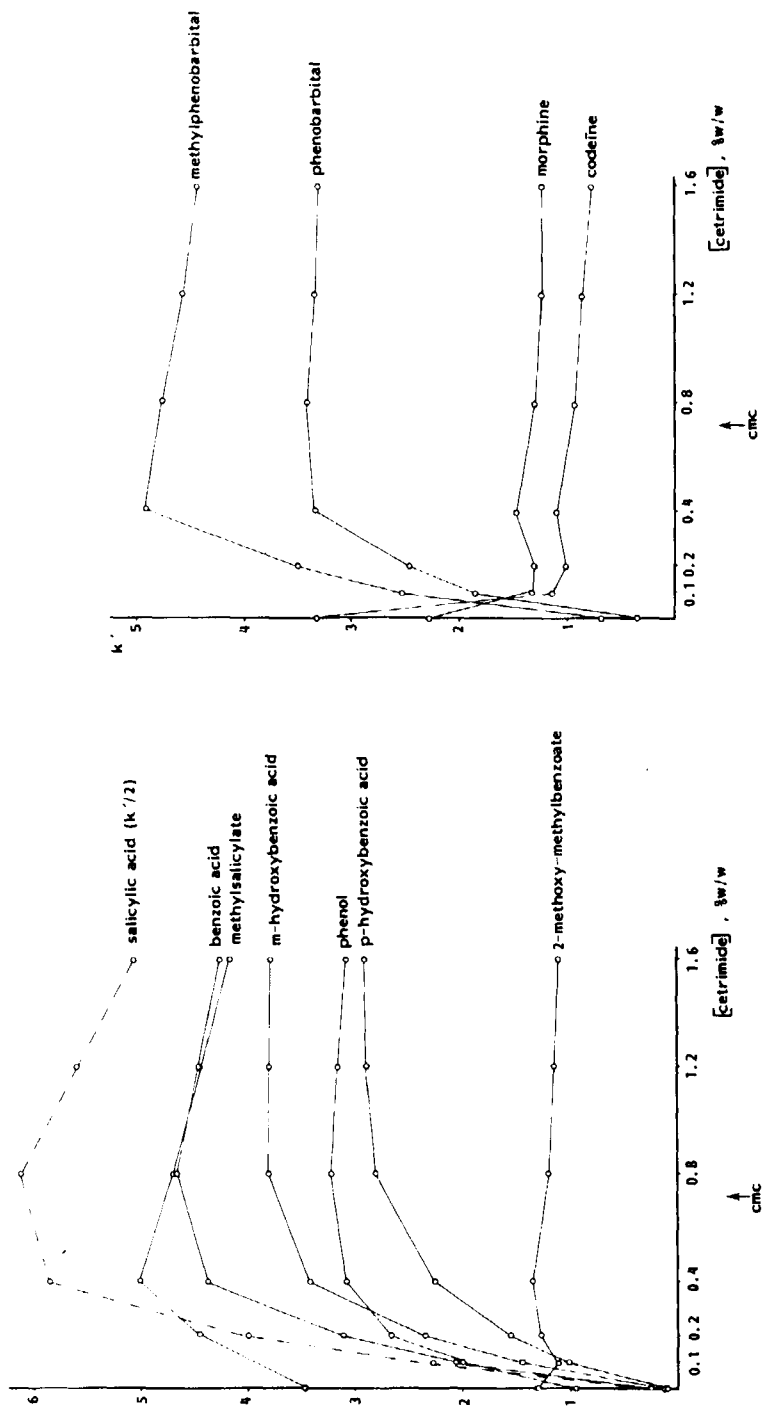 6
5
4
3
2
1
salicylic acid (k´/2)
benzoic acid
methylsalicylate
m-hydroxybenzoic acid
phenol
p-hydroxybenzoic acid
2-methoxy-methylbenzoate
0.1 0.2 0.4 0.8 1.2 1.6
[cetrimide] , %w/w
cmc
k´
5
4
3
2
1
methylphenobarbital
phenobarbital
morphine
codeïne
0.1 0.2 0.4 0.8 1.2 1.6
[cetrimide] , %w/w
cmc